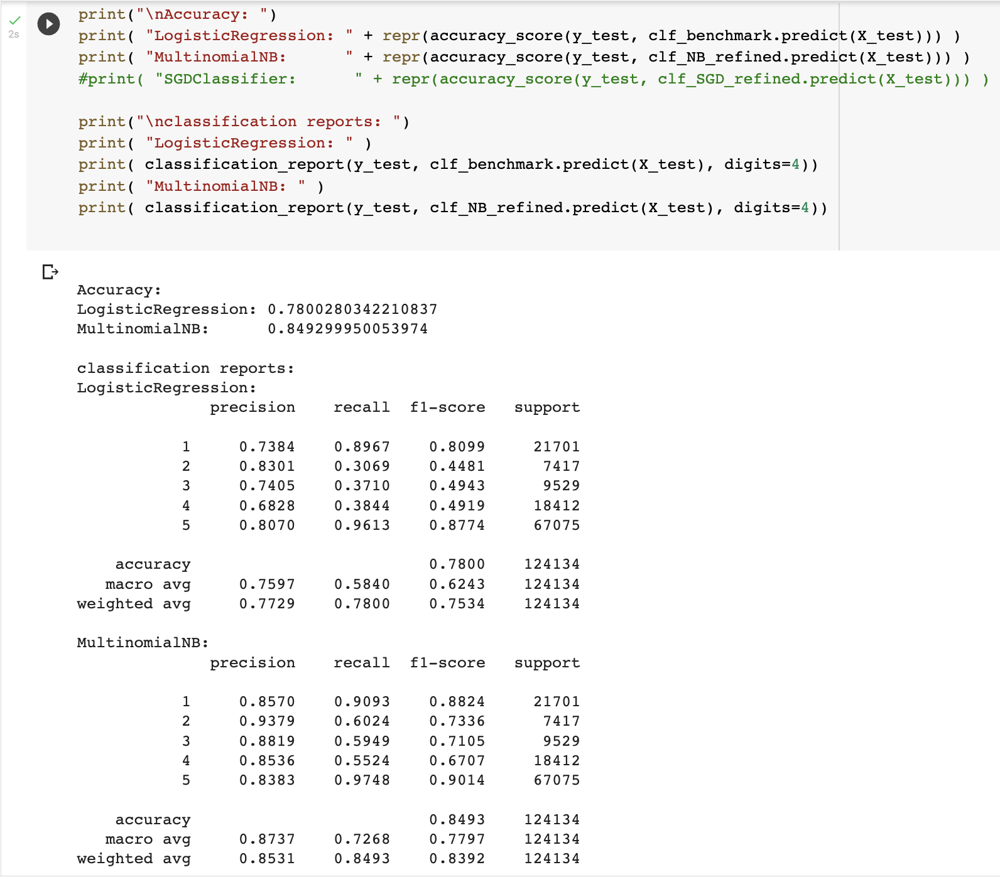 print("\nAccuracy: ")
2s
print( "LogisticRegression: " + repr(accuracy_score(y_test, clf_benchmark.predict(X_test))) )
print( "MultinomialNB:      " + repr(accuracy_score(y_test, clf_NB_refined.predict(X_test))) )
#print( "SGDClassifier:      " + repr(accuracy_score(y_test, clf_SGD_refined.predict(X_test))) )
print("\nclassification reports: ")
print( "LogisticRegression: " )
print( classification_report(y_test, clf_benchmark.predict(X_test), digits=4))
print( "MultinomialNB: " )
print( classification_report(y_test, clf_NB_refined.predict(X_test), digits=4))
Accuracy:
LogisticRegression: 0.7800280342210837
MultinomialNB:      0.849299950053974
classification reports:
LogisticRegression:
              precision    recall  f1-score   support
           1     0.7384    0.8967    0.8099     21701
           2     0.8301    0.3069    0.4481      7417
           3     0.7405    0.3710    0.4943      9529
           4     0.6828    0.3844    0.4919     18412
           5     0.8070    0.9613    0.8774     67075
    accuracy                         0.7800    124134
   macro avg     0.7597    0.5840    0.6243    124134
weighted avg     0.7729    0.7800    0.7534    124134
MultinomialNB:
              precision    recall  f1-score   support
           1     0.8570    0.9093    0.8824     21701
           2     0.9379    0.6024    0.7336      7417
           3     0.8819    0.5949    0.7105      9529
           4     0.8536    0.5524    0.6707     18412
           5     0.8383    0.9748    0.9014     67075
    accuracy                         0.8493    124134
   macro avg     0.8737    0.7268    0.7797    124134
weighted avg     0.8531    0.8493    0.8392    124134